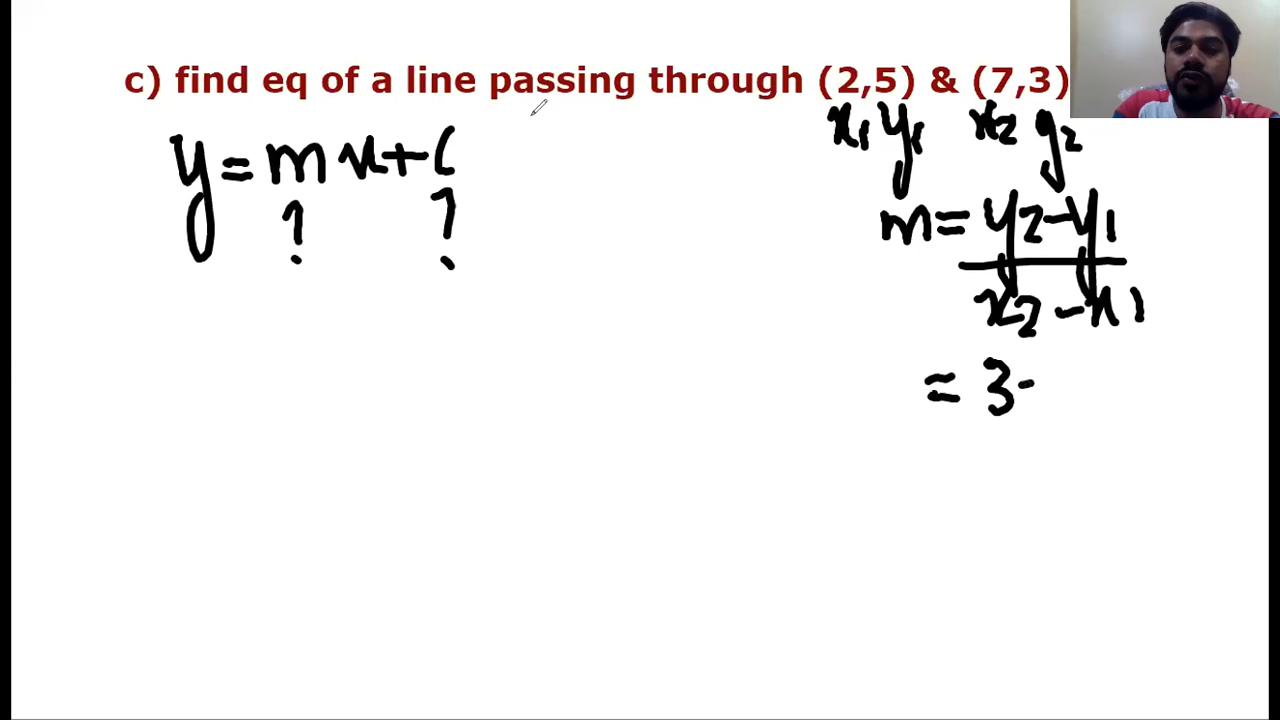 c) find eq of a line passing through (2,5) & (7,3)
x1 y1 x2 y2
y = mx+c
? ?
m = y2-y1
x2-x1
= 3-